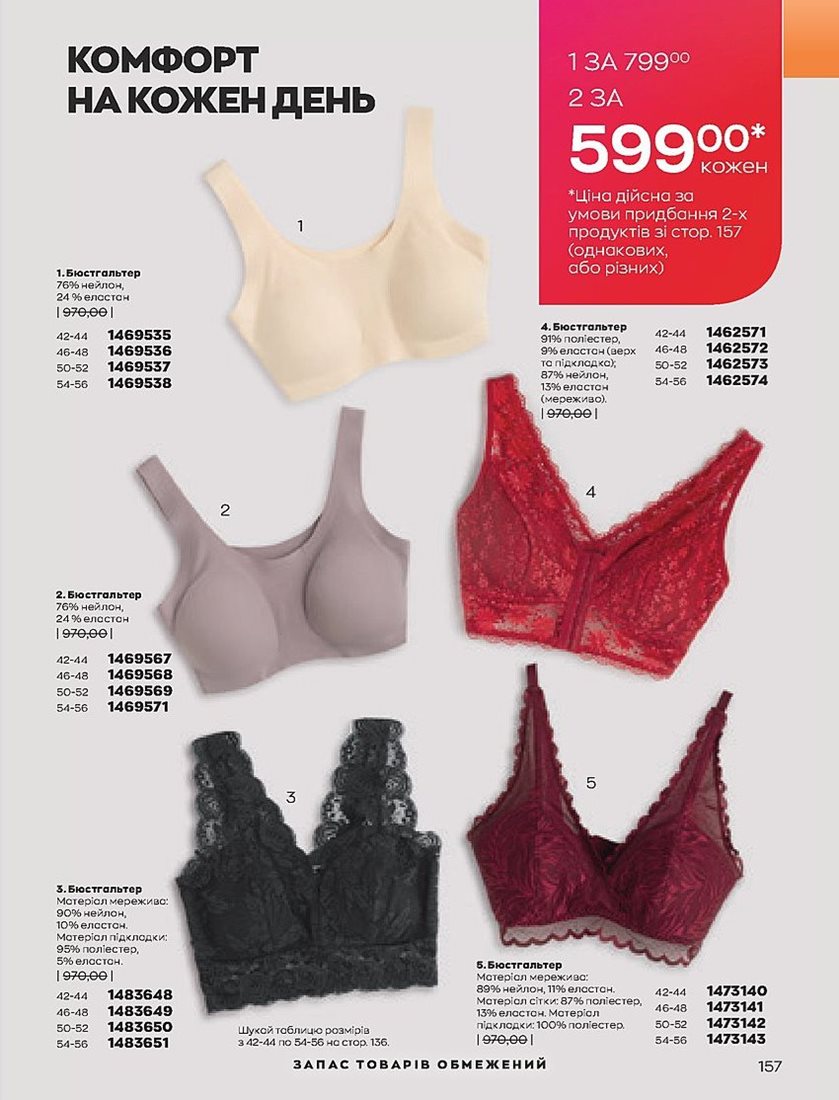 КОМФОРТ
НА КОЖЕН ДЕНЬ
1 ЗА 799⁰⁰
2 ЗА
599⁰⁰*
кожен
*Ціна дійсна за
умови придбання 2-х
продуктів зі стор. 157
(однакових,
або різних)
1
1. Бюстгальтер
76% нейлон,
24% еластан
| 970,00 |
42-44 1469535
46-48 1469536
50-52 1469537
54-56 1469538
4. Бюстгальтер
91% поліестер,
9% еластан (верх
та підкладка);
87% нейлон,
13% еластан
(мереживо).
| 970,00 |
42-44 1462571
46-48 1462572
50-52 1462573
54-56 1462574
2
4
2. Бюстгальтер
76% нейлон,
24% еластан
| 970,00 |
42-44 1469567
46-48 1469568
50-52 1469569
54-56 1469571
3
5
3. Бюстгальтер
Матеріал мережива:
90% нейлон,
10% еластан.
Матеріал підкладки:
95% поліестер,
5% еластан.
| 970,00 |
42-44 1483648
46-48 1483649
50-52 1483650
54-56 1483651
Шукай таблицю розмірів
з 42-44 по 54-56 на стор. 136.
5. Бюстгальтер
Матеріал мережива:
89% нейлон, 11% еластан.
Матеріал сітки: 87% поліестер,
13% еластан. Матеріал
підкладки: 100% поліестер.
| 970,00 |
42-44 1473140
46-48 1473141
50-52 1473142
54-56 1473143
ЗАПАС ТОВАРІВ ОБМЕЖЕНИЙ
157